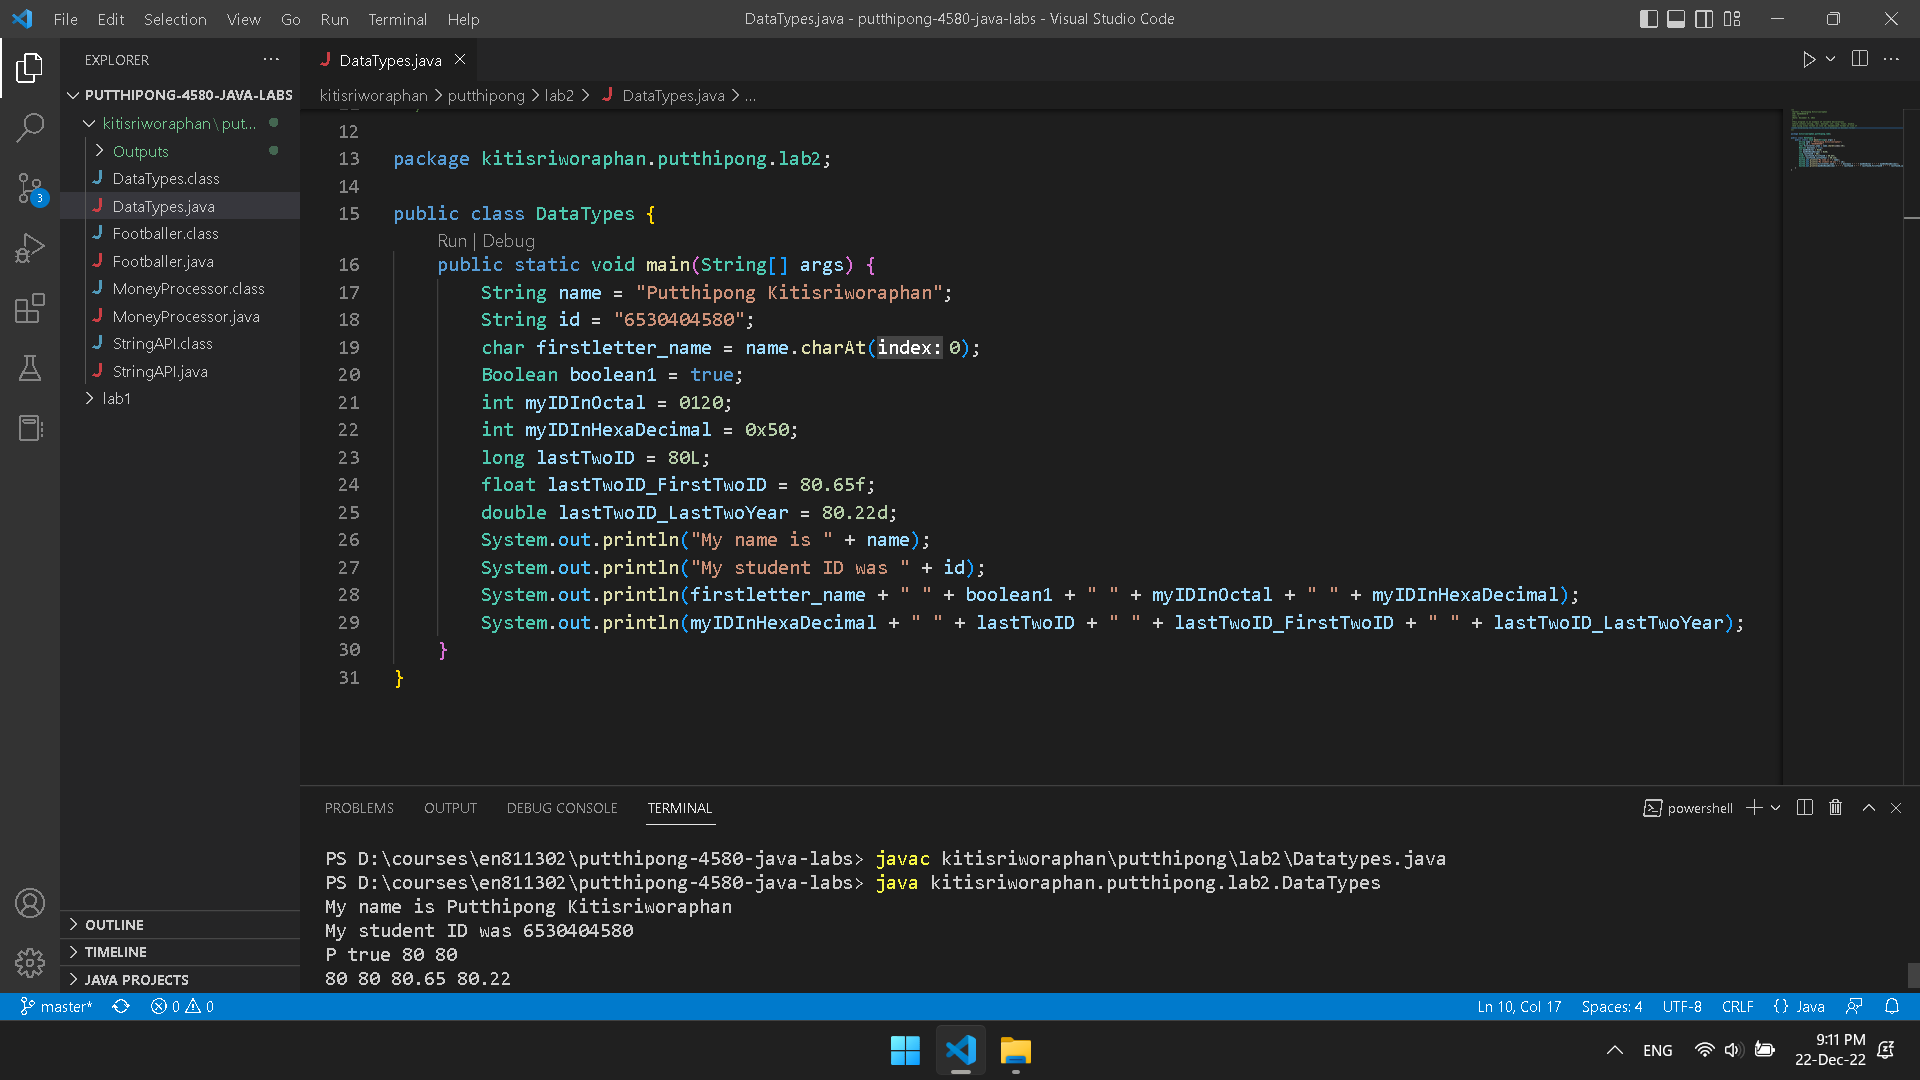 File Edit Selection View Go Run Terminal Help
DataTypes.java - putthipong-4580-java-labs - Visual Studio Code
EXPLORER
PUTTHIPONG-4580-JAVA-LABS
kitisriworaphan\put...
Outputs
DataTypes.class
DataTypes.java
Footballer.class
Footballer.java
MoneyProcessor.class
MoneyProcessor.java
StringAPI.class
StringAPI.java
lab1
OUTLINE
TIMELINE
JAVA PROJECTS
3
DataTypes.java
kitisriworaphan > putthipong > lab2 > DataTypes.java > ...
12
13 package kitisriworaphan.putthipong.lab2;
14
15 public class DataTypes {
Run | Debug
16 public static void main(String[] args) {
17 String name = "Putthipong Kitisriworaphan";
18 String id = "6530404580";
19 char firstletter_name = name.charAt(index: 0);
20 Boolean boolean1 = true;
21 int myIDInOctal = 0120;
22 int myIDInHexaDecimal = 0x50;
23 long lastTwoID = 80L;
24 float lastTwoID_FirstTwoID = 80.65f;
25 double lastTwoID_LastTwoYear = 80.22d;
26 System.out.println("My name is " + name);
27 System.out.println("My student ID was " + id);
28 System.out.println(firstletter_name + " " + boolean1 + " " + myIDInOctal + " " + myIDInHexaDecimal);
29 System.out.println(myIDInHexaDecimal + " " + lastTwoID + " " + lastTwoID_FirstTwoID + " " + lastTwoID_LastTwoYear);
30 }
31 }
PROBLEMS OUTPUT DEBUG CONSOLE TERMINAL
powershell
PS D:\courses\en811302\putthipong-4580-java-labs> javac kitisriworaphan\putthipong\lab2\Datatypes.java
PS D:\courses\en811302\putthipong-4580-java-labs> java kitisriworaphan.putthipong.lab2.DataTypes
My name is Putthipong Kitisriworaphan
My student ID was 6530404580
P true 80 80
80 80 80.65 80.22
master* 0 0
Ln 10, Col 17 Spaces: 4 UTF-8 CRLF {} Java
ENG
9:11 PM
22-Dec-22